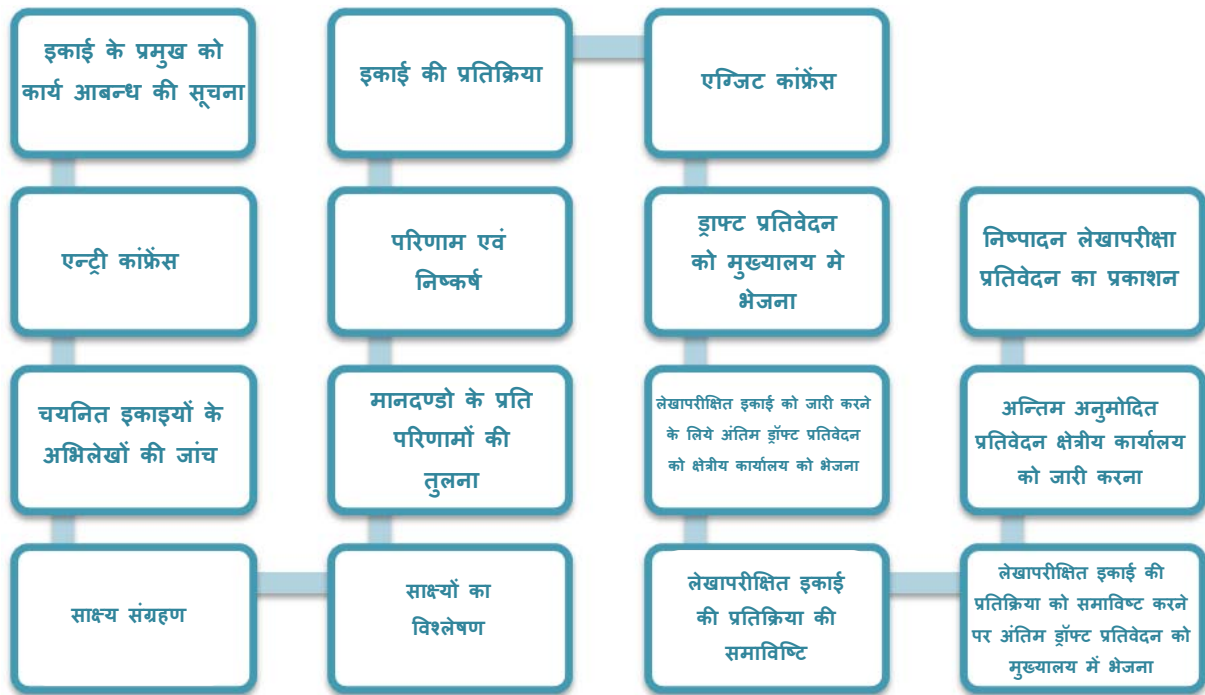 इकाई के प्रमुख को
कार्य आबन्ध की सूचना
एन्ट्री कांफ्रेंस
चयनित इकाइयों के
अभिलेखों की जांच
साक्ष्य संग्रहण
साक्ष्यों का
विश्लेषण
मानदण्डो के प्रति
परिणामों की
तुलना
परिणाम एवं
निष्कर्ष
इकाई की प्रतिक्रिया
एग्जिट कांफ्रेंस
ड्राफ्ट प्रतिवेदन
को मुख्यालय मे
भेजना
लेखापरीक्षित इकाई को जारी करने
के लिये अंतिम ड्रॉफ्ट प्रतिवेदन
को क्षेत्रीय कार्यालय को भेजना
लेखापरीक्षित इकाई
की प्रतिक्रिया की
समाविष्टि
लेखापरीक्षित इकाई की
प्रतिक्रिया को समाविष्ट करने
पर अंतिम ड्रॉफ्ट प्रतिवेदन को
मुख्यालय में भेजना
अन्तिम अनुमोदित
प्रतिवेदन क्षेत्रीय कार्यालय
को जारी करना
निष्पादन लेखापरीक्षा
प्रतिवेदन का प्रकाशन